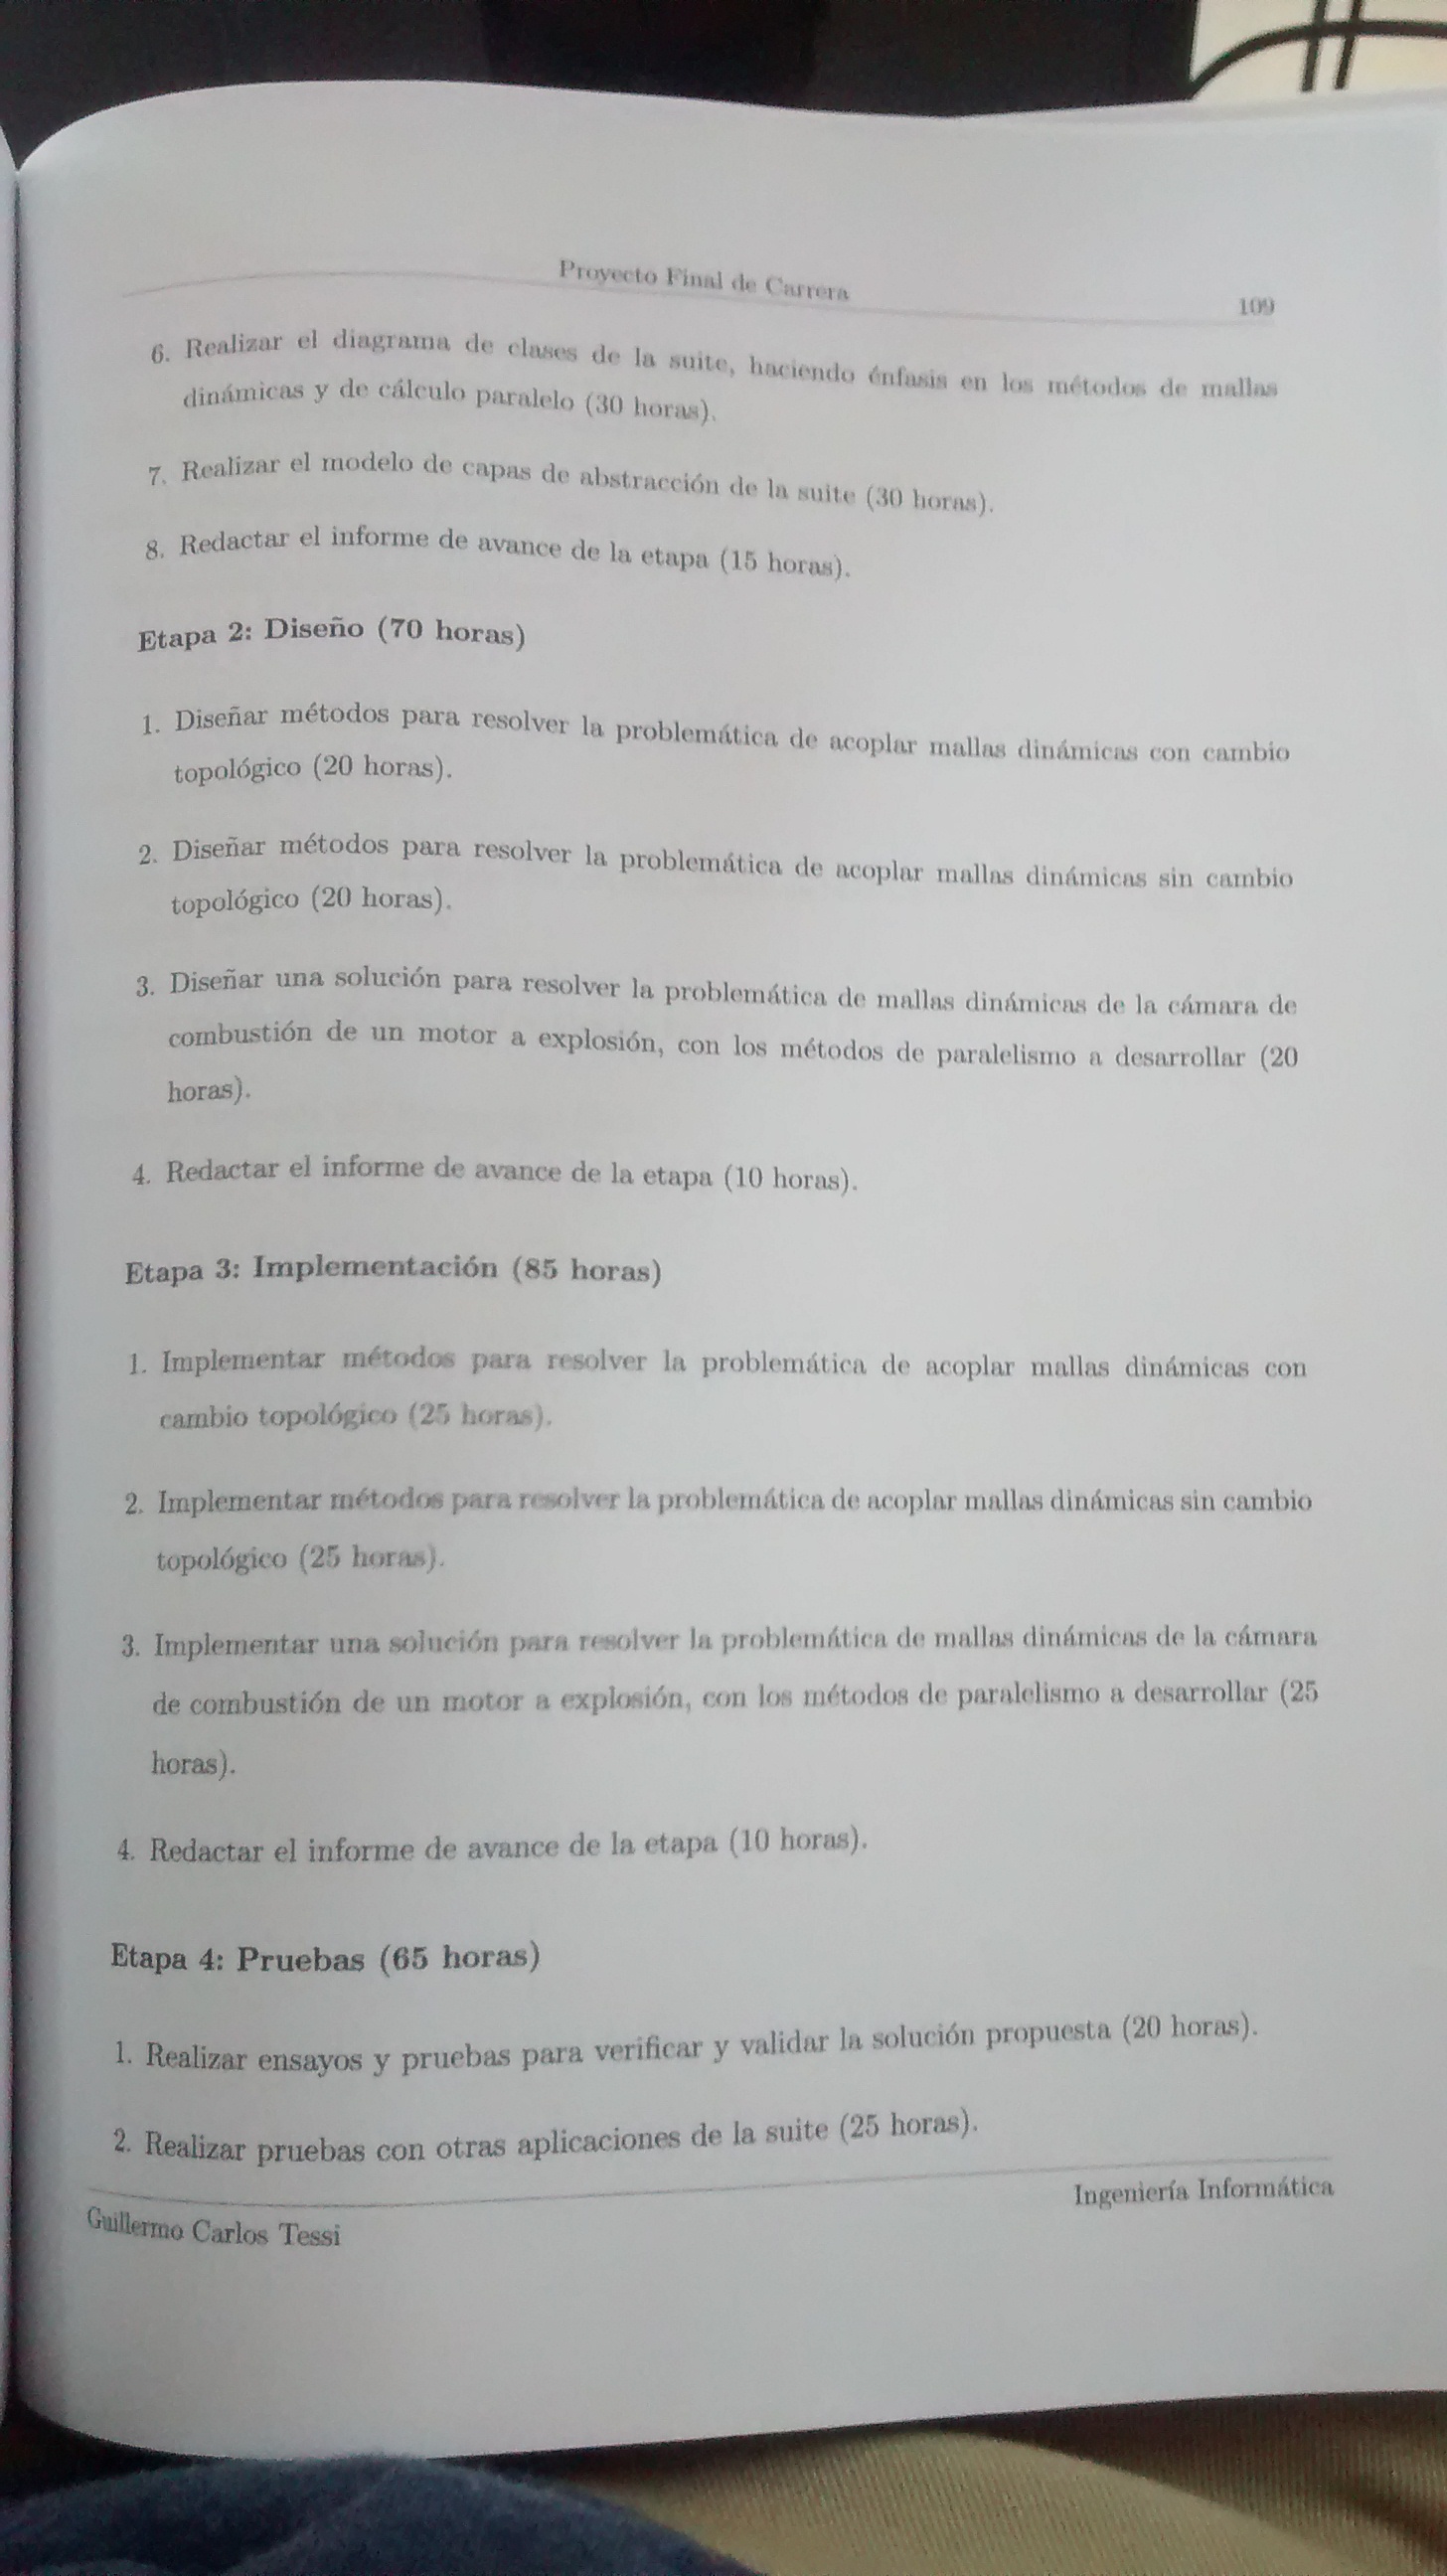 Proyecto Final de Carrera
109
6. Realizar el diagrama de clases de la suite, haciendo énfasis en los métodos de mallas
dinámicas y de cálculo paralelo (30 horas).
7. Realizar el modelo de capas de abstracción de la suite (30 horas).
8. Redactar el informe de avance de la etapa (15 horas).
Etapa 2: Diseño (70 horas)
1. Diseñar métodos para resolver la problemática de acoplar mallas dinámicas con cambio
topológico (20 horas).
2. Diseñar métodos para resolver la problemática de acoplar mallas dinámicas sin cambio
topológico (20 horas).
3. Diseñar una solución para resolver la problemática de mallas dinámicas de la cámara de
combustión de un motor a explosión, con los métodos de paralelismo a desarrollar (20
horas).
4. Redactar el informe de avance de la etapa (10 horas).
Etapa 3: Implementación (85 horas)
1. Implementar métodos para resolver la problemática de acoplar mallas dinámicas con
cambio topológico (25 horas).
2. Implementar métodos para resolver la problemática de acoplar mallas dinámicas sin cambio
topológico (25 horas).
3. Implementar una solución para resolver la problemática de mallas dinámicas de la cámara
de combustión de un motor a explosión, con los métodos de paralelismo a desarrollar (25
horas).
4. Redactar el informe de avance de la etapa (10 horas).
Etapa 4: Pruebas (65 horas)
1. Realizar ensayos y pruebas para verificar y validar la solución propuesta (20 horas).
2. Realizar pruebas con otras aplicaciones de la suite (25 horas).
Guillermo Carlos Tessi
Ingeniería Informática